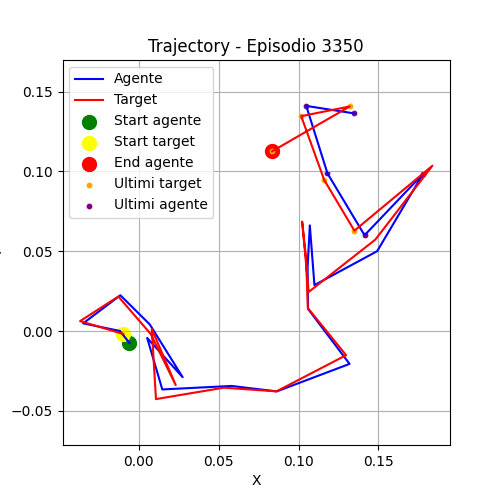 Trajectory - Episodio 3350
Agente
Target
Start agente
Start target
End agente
Ultimi target
Ultimi agente
0.15
0.10
0.05
0.00
−0.05
0.00
0.05
0.10
0.15
X